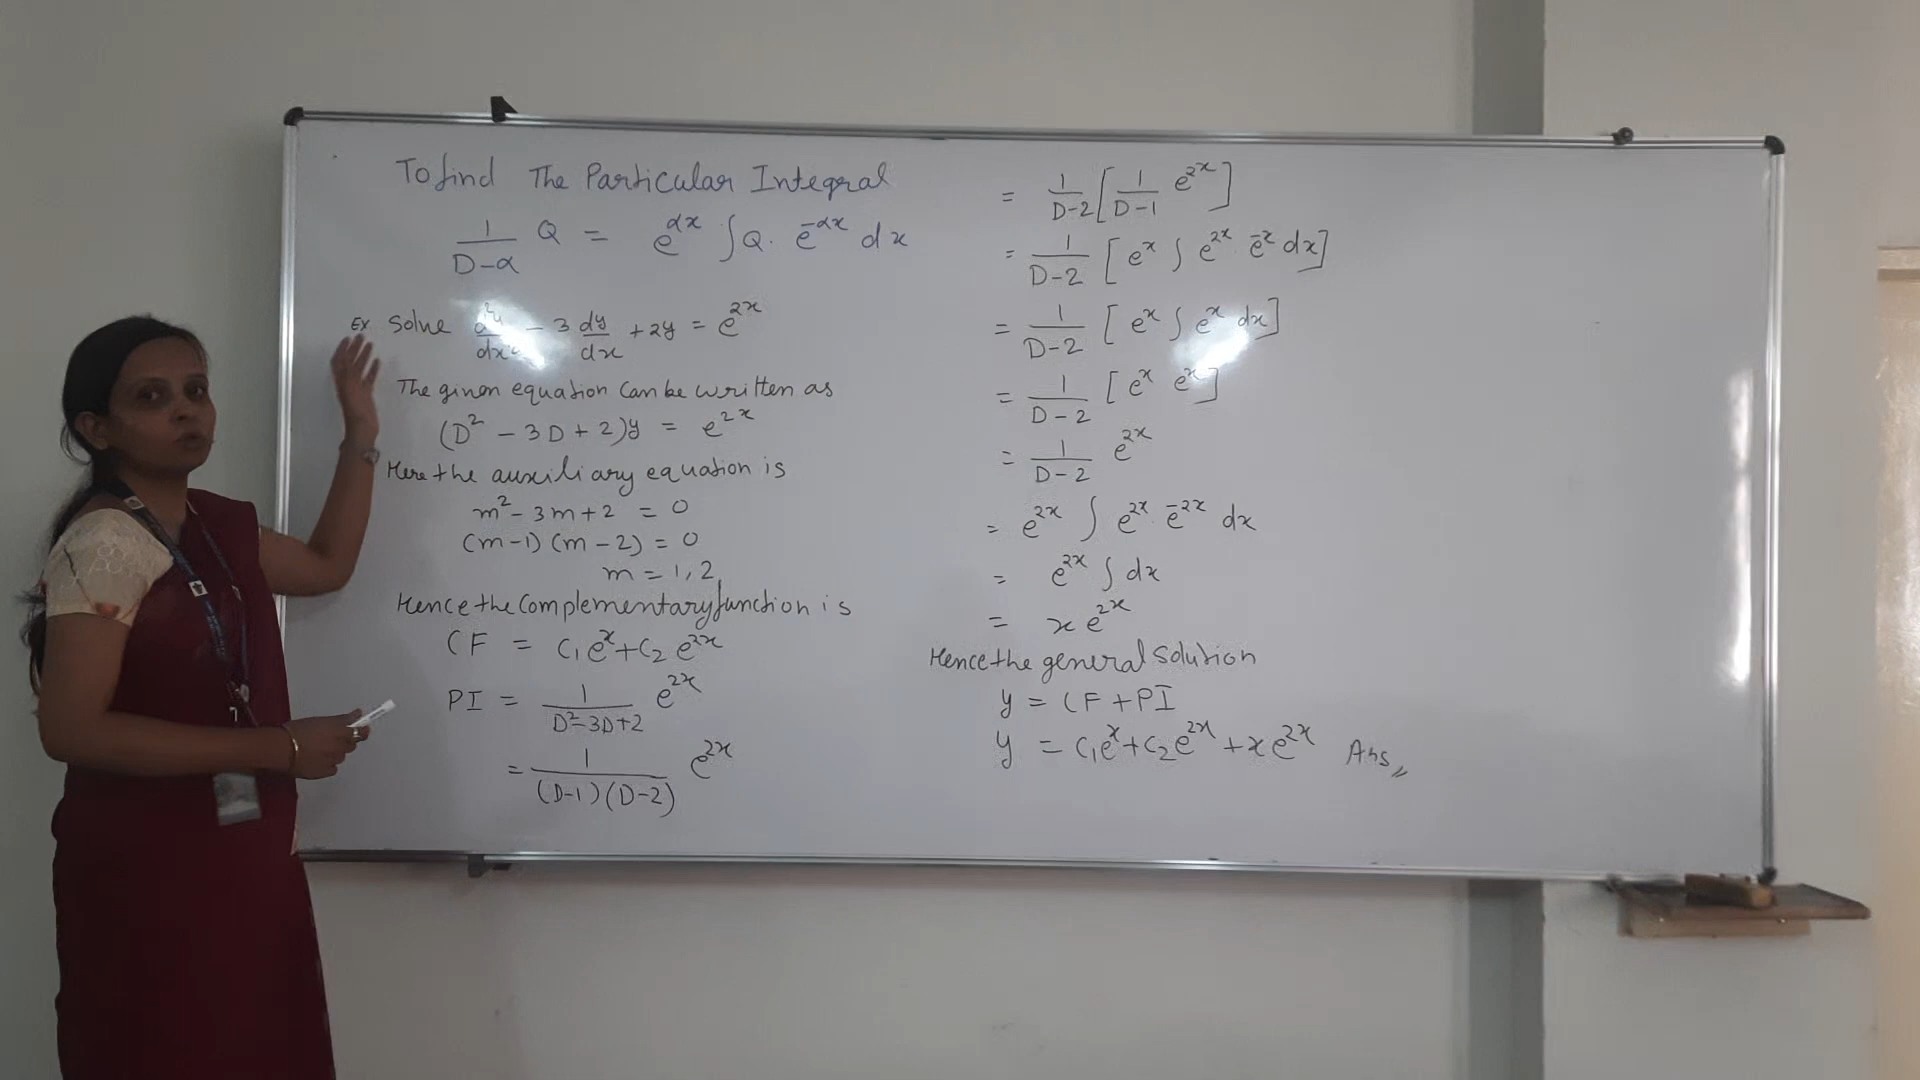 To find The Particular Integral
1/(D-α) Q = e^{αx} ∫Q. e^{-αx} dx
Ex Solve d²y/dx² - 3 dy/dx + 2y = e^{2x}
The given equation can be written as
(D² - 3D + 2)y = e^{2x}
Here the auxiliary equation is
m² - 3m + 2 = 0
(m-1)(m-2) = 0
m = 1, 2,
Hence the Complementary function is
CF = C₁e^x + C₂ e^{2x}
PI = 1/(D²-3D+2) e^{2x}
= 1/((D-1)(D-2)) e^{2x}
= 1/(D-2) [1/(D-1) e^{2x}]
= 1/(D-2) [e^x ∫ e^{2x} e^{-x} dx]
= 1/(D-2) [e^x ∫ e^x dx]
= 1/(D-2) [e^x e^x]
= 1/(D-2) e^{2x}
= e^{2x} ∫ e^{2x} e^{-2x} dx
= e^{2x} ∫ dx
= x e^{2x}
Hence the general Solution
y = CF + PI
y = C₁e^x + C₂e^{2x} + x e^{2x} Ans